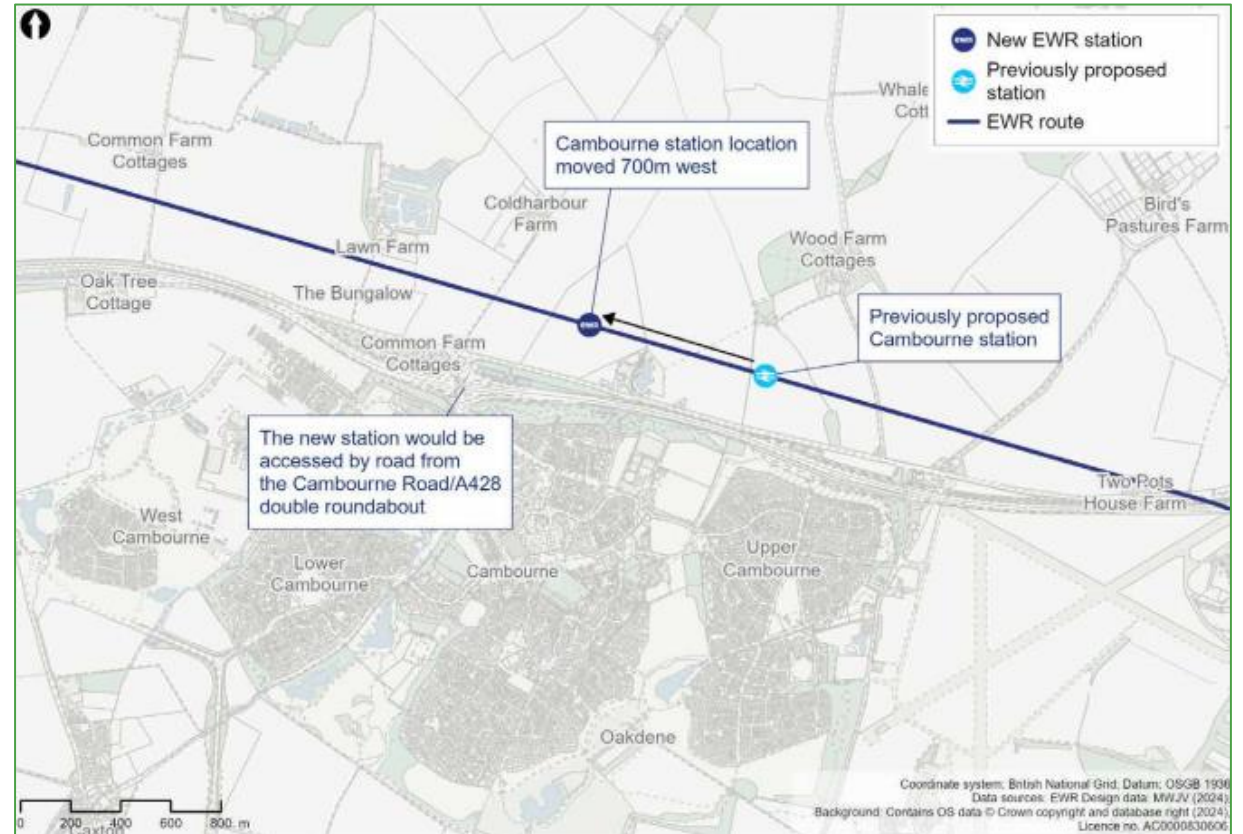 New EWR station
Previously proposed
station
EWR route
Common Farm
Cottages
Cambourne station location
moved 700m west
Coldharbour
Farm
Bird's
Pastures Farm
Wood Farm
Cottages
Lawn Farm
Oak Tree
Cottage
The Bungalow
Previously proposed
Cambourne station
Common Farm
Cottages
The new station would be
accessed by road from
the Cambourne Road/A428
double roundabout
Two Pots
House Farm
West
Cambourne
Lower
Cambourne
Cambourne
Upper
Cambourne
Oakdene
0 200 400 600 800 m
Caxton
Coordinate system: British National Grid; Datum: OSGB 1936
Data sources: EWR Design data: MWJV (2024);
Background: Contains OS data © Crown copyright and database right (2024);
Licence no. AC0000830606